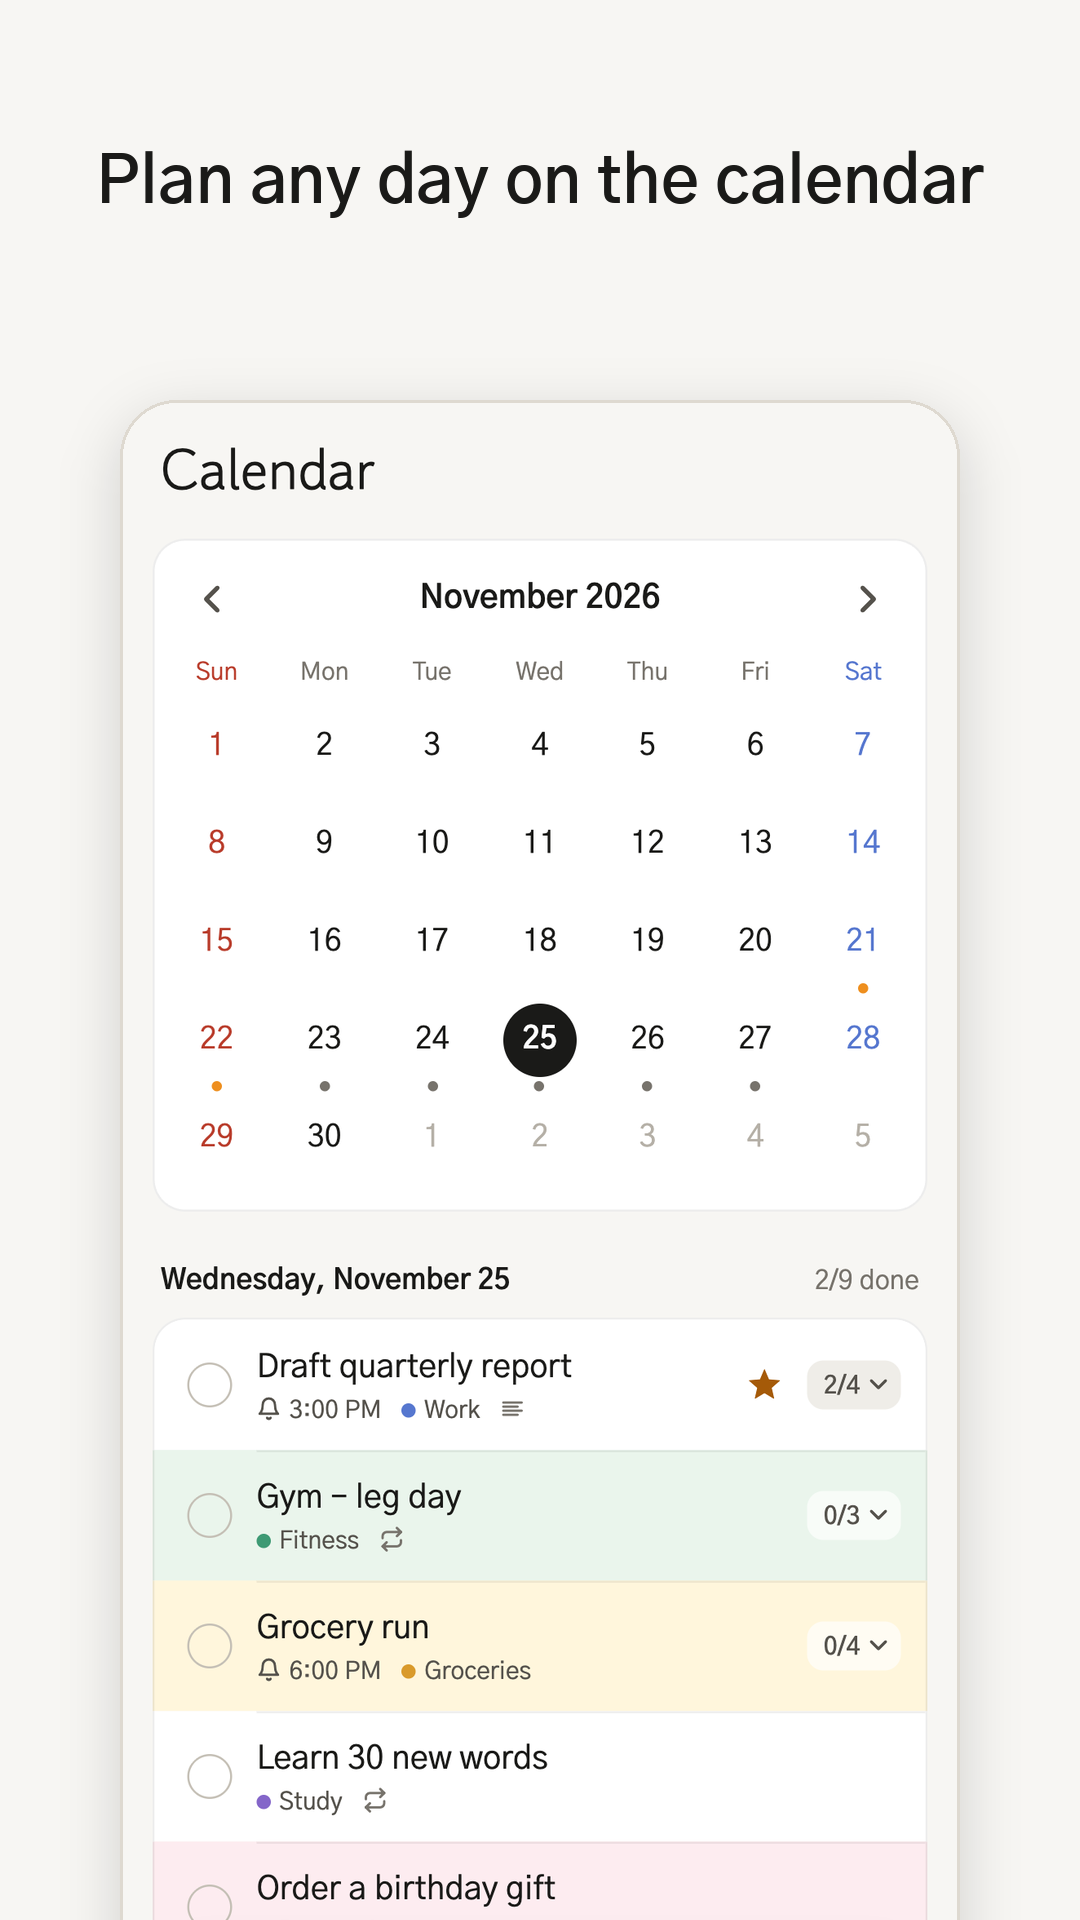 Plan any day on the calendar
Calendar
November 2026
Sun Mon Tue Wed Thu Fri Sat
1 2 3 4 5 6 7
8 9 10 11 12 13 14
15 16 17 18 19 20 21
22 23 24 25 26 27 28
29 30 1 2 3 4 5
Wednesday, November 25 2/9 done
Draft quarterly report 2/4
3:00 PM Work
Gym – leg day 0/3
Fitness
Grocery run 0/4
6:00 PM Groceries
Learn 30 new words
Study
Order a birthday gift